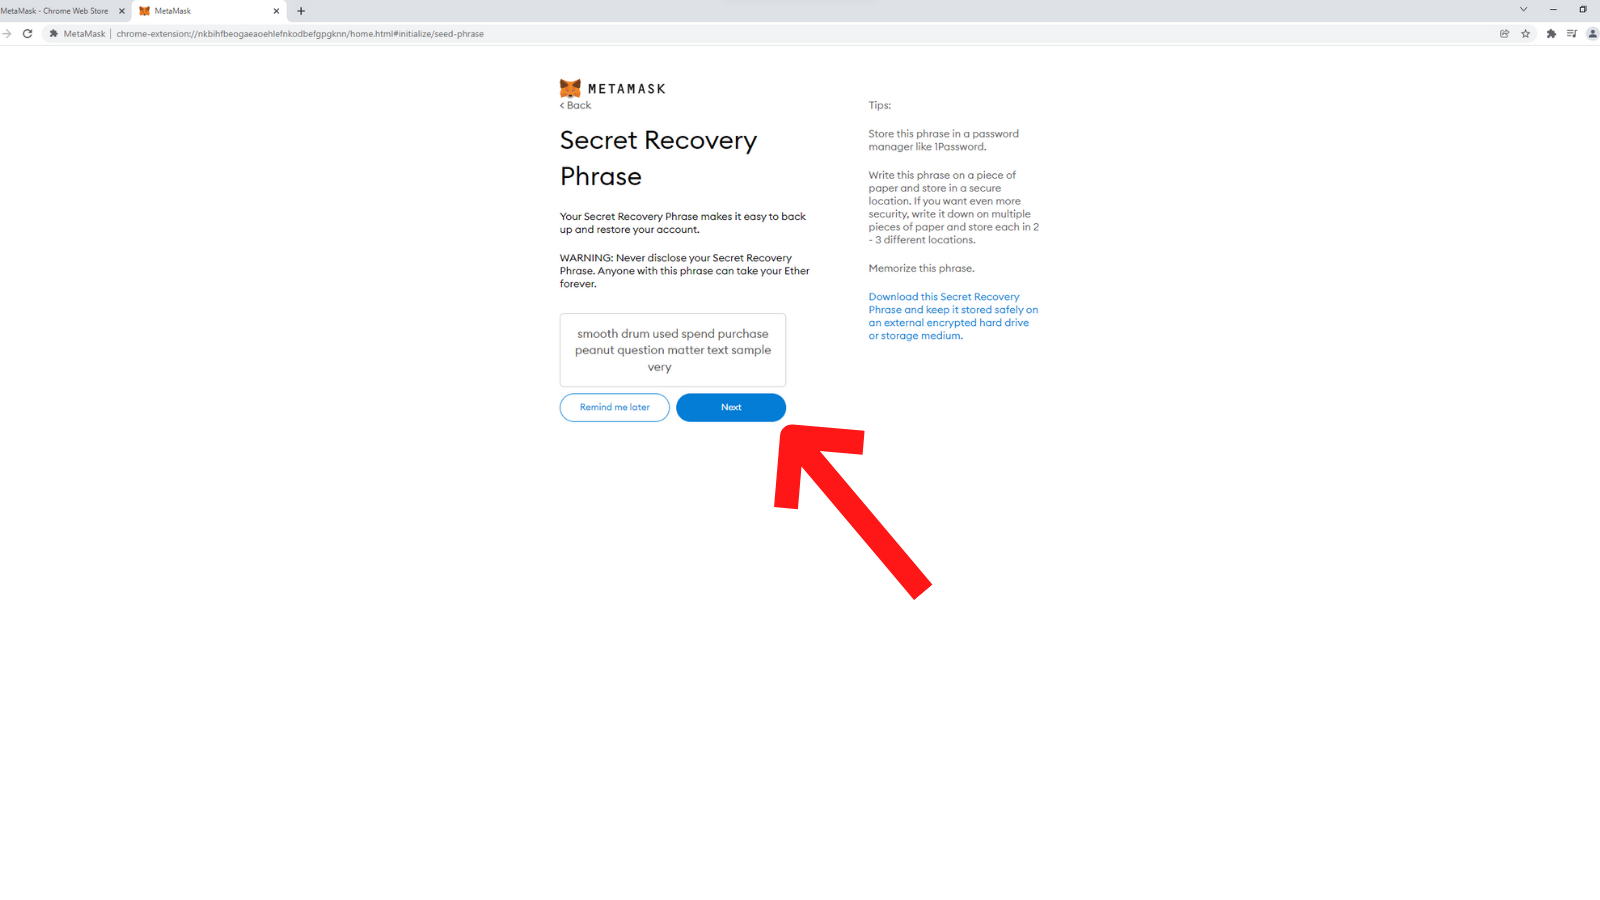 MetaMask - Chrome Web Store
MetaMask
MetaMask
chrome-extension://nkbihfbeogaeaoehlefnkodbefgpgknn/home.html#initialize/seed-phrase
METAMASK
< Back
Secret Recovery
Phrase
Your Secret Recovery Phrase makes it easy to back
up and restore your account.
WARNING: Never disclose your Secret Recovery
Phrase. Anyone with this phrase can take your Ether
forever.
smooth drum used spend purchase
peanut question matter text sample
very
Remind me later
Next
Tips:
Store this phrase in a password
manager like 1Password.
Write this phrase on a piece of
paper and store in a secure
location. If you want even more
security, write it down on multiple
pieces of paper and store each in 2
- 3 different locations.
Memorize this phrase.
Download this Secret Recovery
Phrase and keep it stored safely on
an external encrypted hard drive
or storage medium.